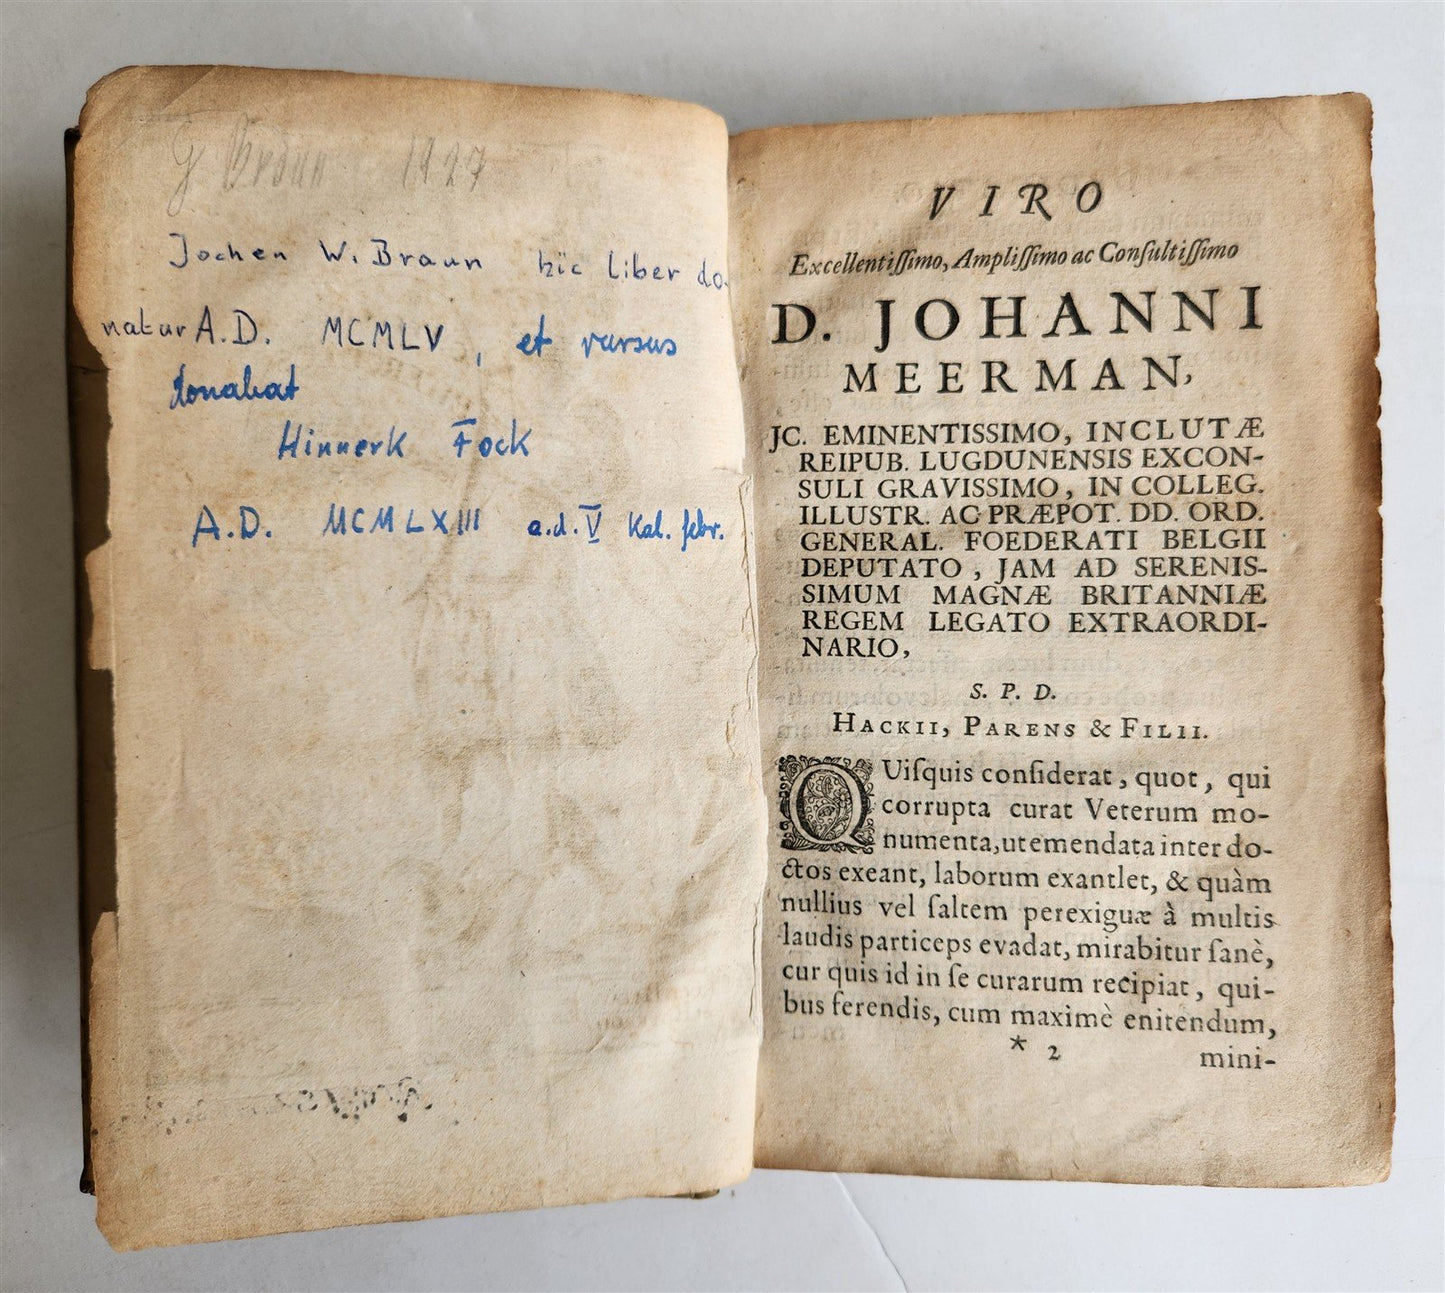 G Braun 1927
Jochen W. Braun hic liber do-
natur A.D. MCMLV, et rursus
donabat
Hinnerk Fock
A.D. MCMLXIII a.d. V Kal. febr.
VIRO
Excellentiſſimo, Ampliſſimo ac Conſultiſſimo
D. JOHANNI
MEERMAN,
JC. EMINENTISSIMO, INCLUTÆ
REIPUB. LUGDUNENSIS EXCON-
SULI GRAVISSIMO, IN COLLEG.
ILLUSTR. AC PRÆPOT. DD. ORD.
GENERAL. FOEDERATI BELGII
DEPUTATO, JAM AD SERENIS-
SIMUM MAGNÆ BRITANNIÆ
REGEM LEGATO EXTRAORDI-
NARIO,
S. P. D.
HACKII, PARENS & FILII.
QUiſquis conſiderat, quot, qui
corrupta curat Veterum mo-
numenta, ut emendata inter do-
ctos exeant, laborum exantlet, & quàm
nullius vel ſaltem perexiguæ à multis
laudis particeps evadat, mirabitur ſanè,
cur quis id in ſe curarum recipiat, qui-
bus ferendis, cum maximè enitendum,
* 2 mini-